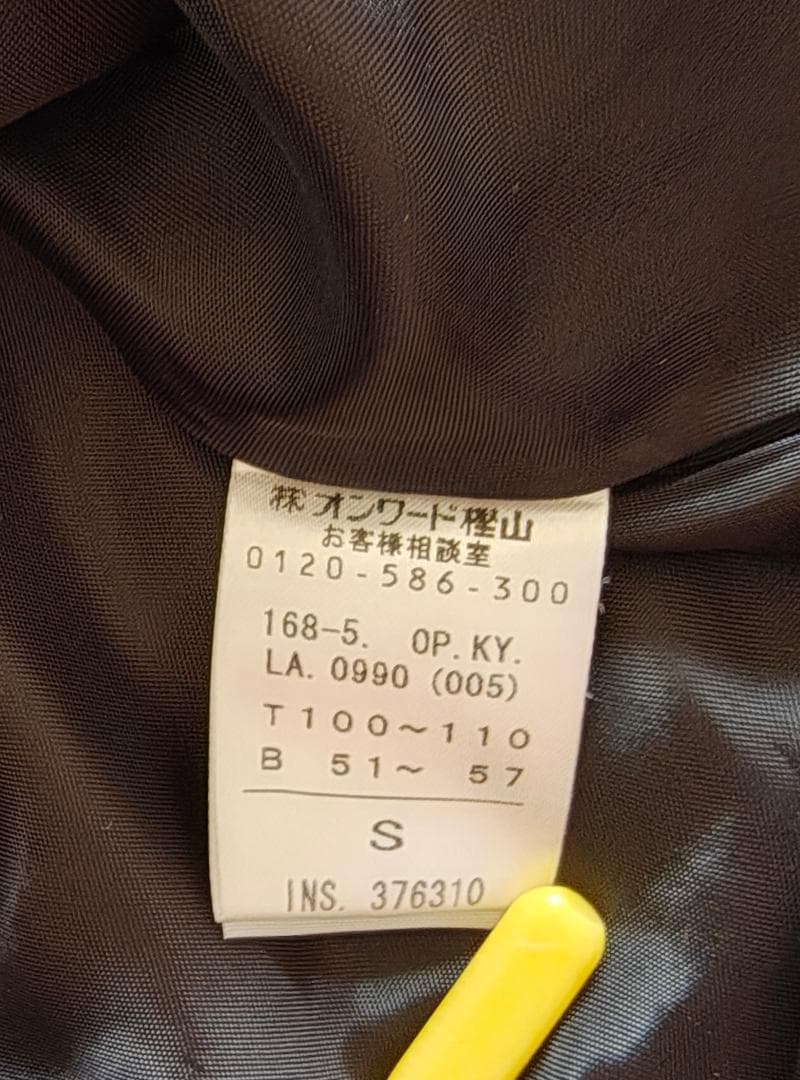 ㈱オンワード樫山
お客様相談室
0120-586-300
168-5. OP.KY.
LA. 0990 (005)
T100~110
B 51~ 57
S
INS. 376310